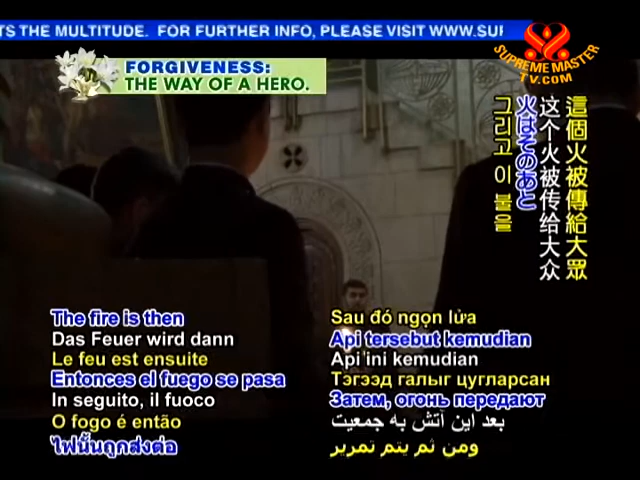 TS THE MULTITUDE. FOR FURTHER INFO, PLEASE VISIT WWW.SUP
SUPREME MASTER
TV.COM
FORGIVENESS:
THE WAY OF A HERO.
這個火被傳給大眾
这个火被传给大众
火はそのあと
그리고 이 불을
The fire is then
Das Feuer wird dann
Le feu est ensuite
Entonces el fuego se pasa
In seguito, il fuoco
O fogo é então
ไฟนั้นถูกส่งต่อ
Sau đó ngọn lửa
Api tersebut kemudian
Api ini kemudian
Тэгээд галыг цугларсан
Затем, огонь передают
بعد این آتش به جمعیت
ومن ثم يتم تمرير